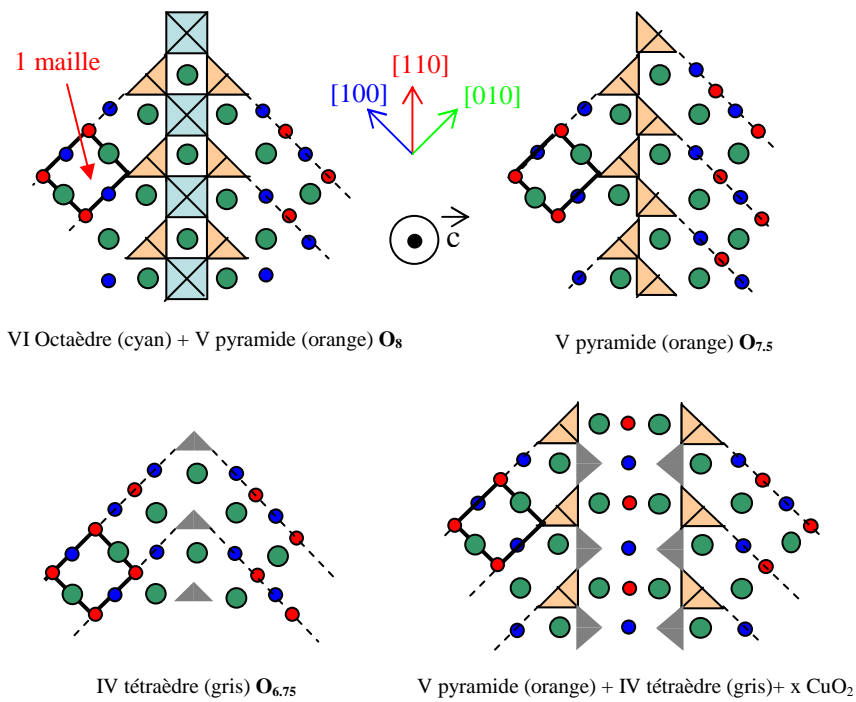 1 maille
[100]
[110]
[010]
c
VI Octaèdre (cyan) + V pyramide (orange) O8
V pyramide (orange) O7.5
IV tétraèdre (gris) O6.75
V pyramide (orange) + IV tétraèdre (gris)+ x CuO2